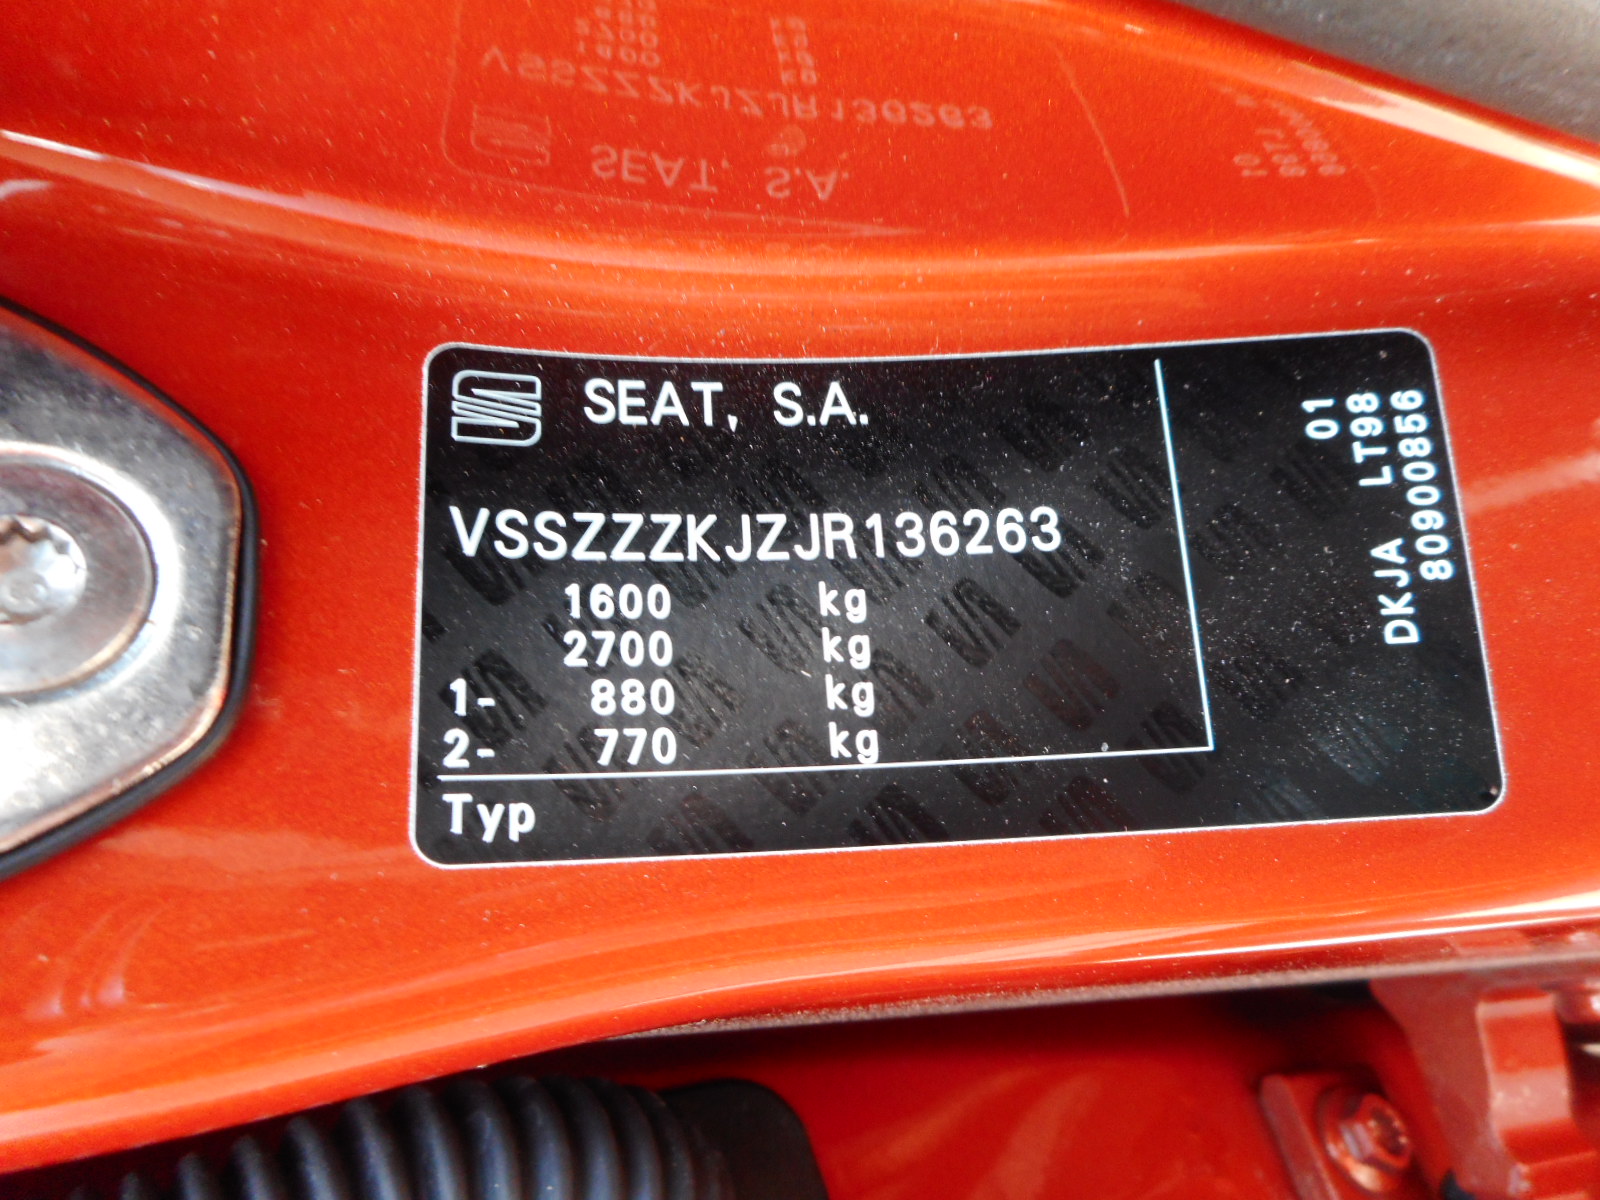 SEAT, S.A.
VSSZZZKJZJR136263
1600 kg
2700 kg
1- 880 kg
2- 770 kg
Typ
01
DKJA LT98
80900856